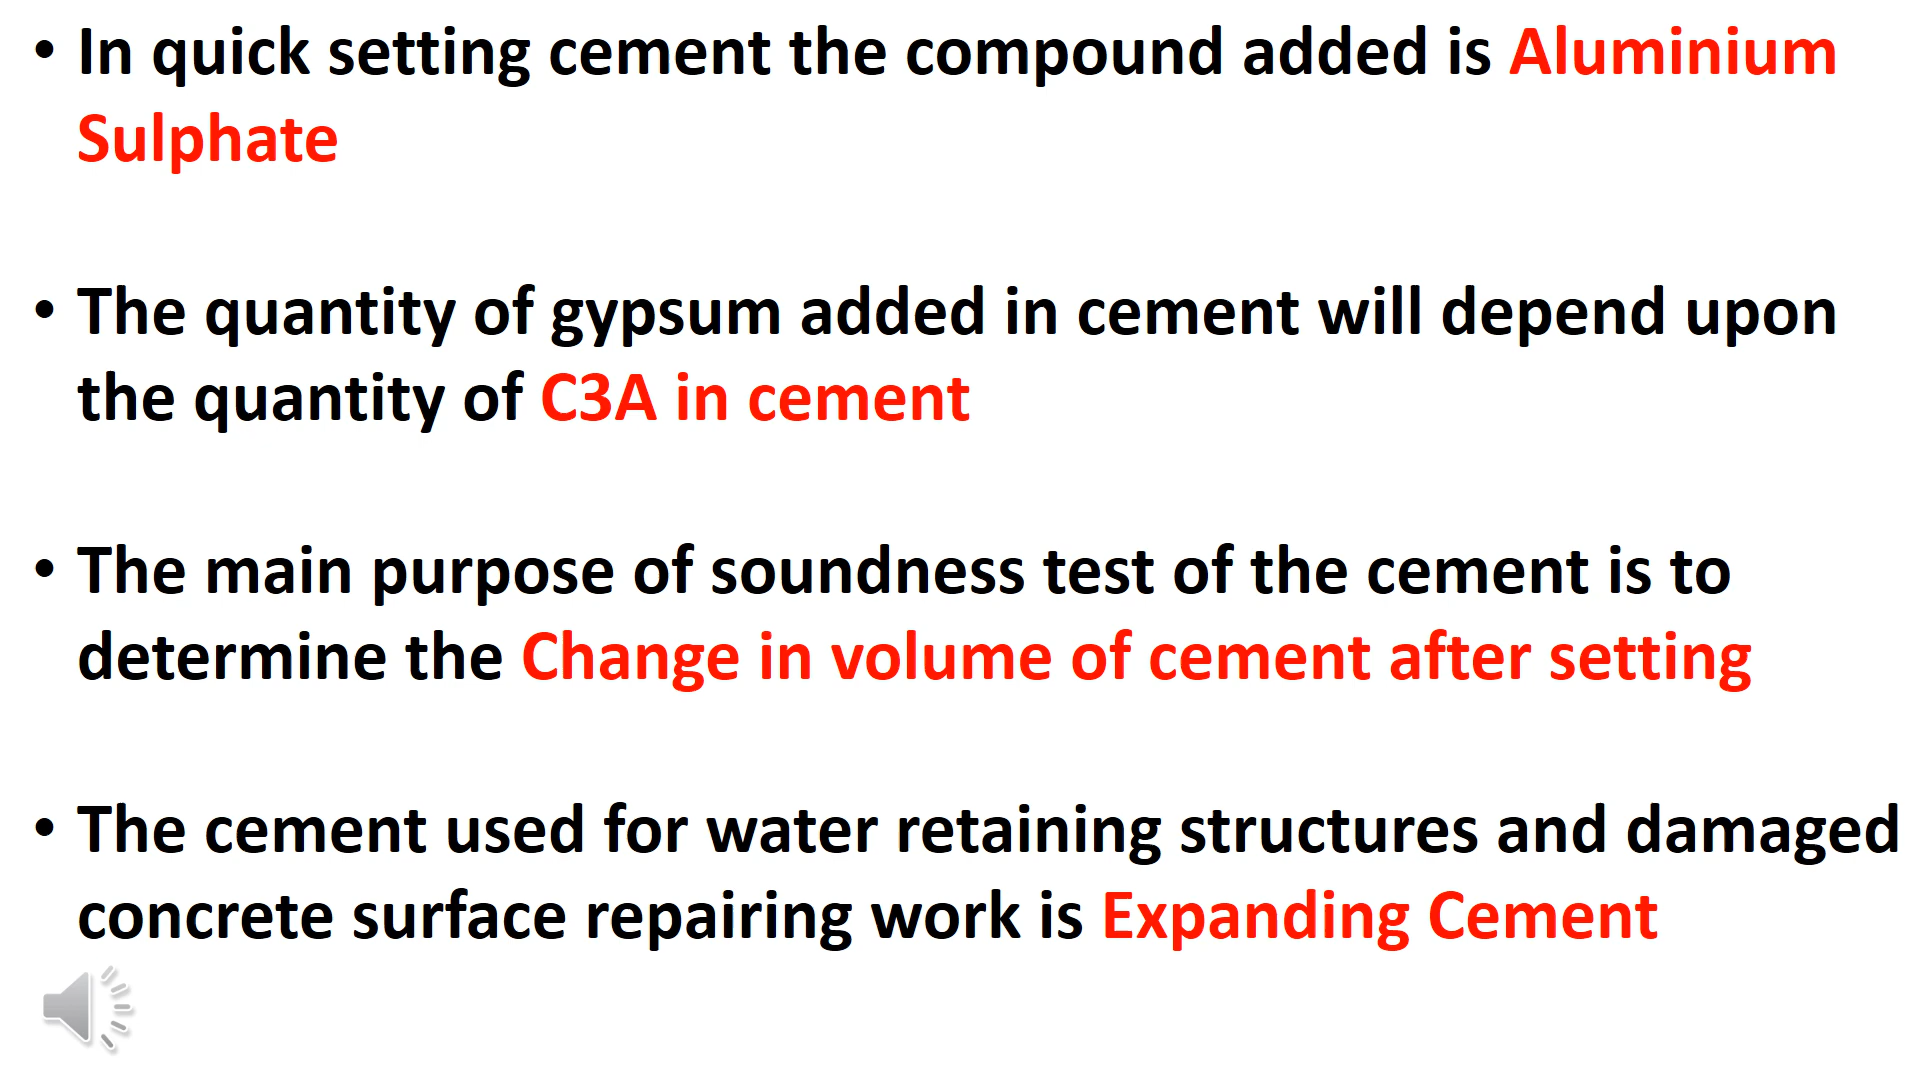 • In quick setting cement the compound added is Aluminium
Sulphate
• The quantity of gypsum added in cement will depend upon
the quantity of C3A in cement
• The main purpose of soundness test of the cement is to
determine the Change in volume of cement after setting
• The cement used for water retaining structures and damaged
concrete surface repairing work is Expanding Cement